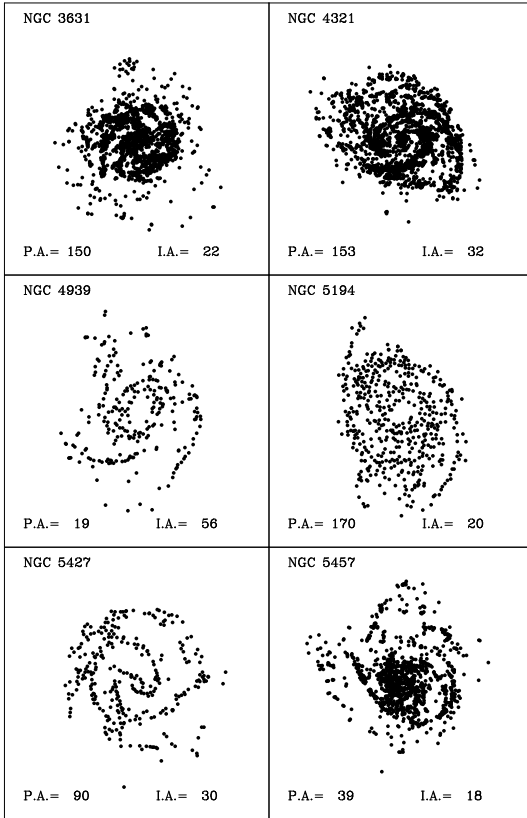 NGC 3631
P.A.= 150 I.A.= 22
NGC 4321
P.A.= 153 I.A.= 32
NGC 4939
P.A.= 19 I.A.= 56
NGC 5194
P.A.= 170 I.A.= 20
NGC 5427
P.A.= 90 I.A.= 30
NGC 5457
P.A.= 39 I.A.= 18